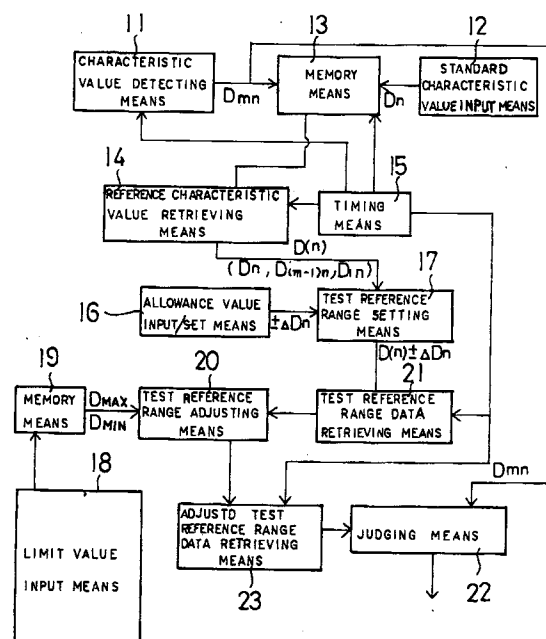 11
13
12
CHARACTERISTIC
VALUE DETECTING
MEANS
Dmn
MEMORY
MEANS
Dn
STANDARD
CHARACTERISTIC
VALUE INPUT MEANS
14
15
REFERENCE CHARACTERISTIC
VALUE RETRIEVING
MEANS
TIMING
MEANS
D(n)
(Dn, D(m-1)n, D1n)
17
16
ALLOWANCE VALUE
INPUT/SET MEANS
±ΔDn
TEST REFERENCE
RANGE SETTING
MEANS
D(n)±ΔDn
19
20
21
MEMORY
MEANS
DMAX
DMIN
TEST REFERENCE
RANGE ADJUSTING
MEANS
TEST REFERENCE
RANGE DATA
RETRIEVING MEANS
18
Dmn
LIMIT VALUE
INPUT MEANS
ADJUSTD TEST
REFERENCE RANGE
DATA RETRIEVING
MEANS
JUDGING MEANS
23
22